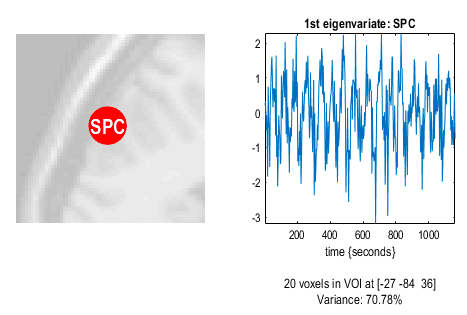 SPC
1st eigenvariate: SPC
2
1
0
-1
-2
-3
200 400 600 800 1000
time {seconds}
20 voxels in VOI at [-27 -84 36]
Variance: 70.78%